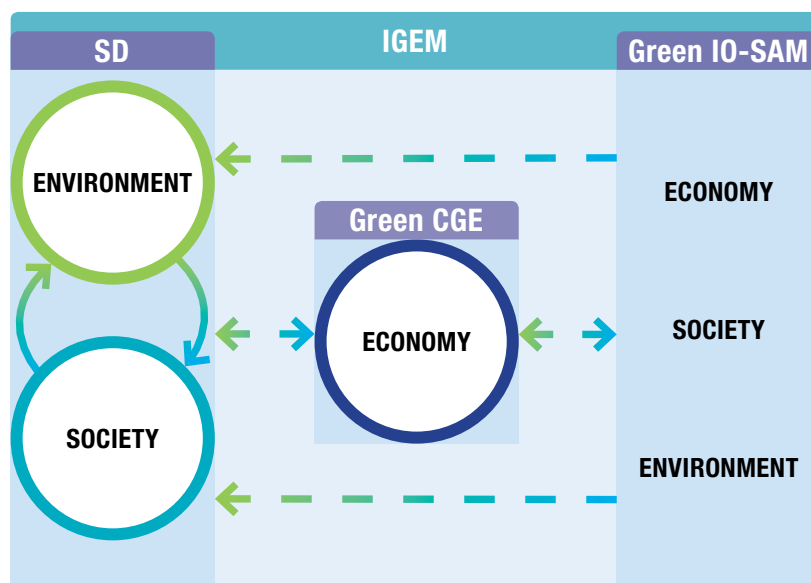 IGEM
SD
Green IO-SAM
ENVIRONMENT
SOCIETY
Green CGE
ECONOMY
ECONOMY
SOCIETY
ENVIRONMENT